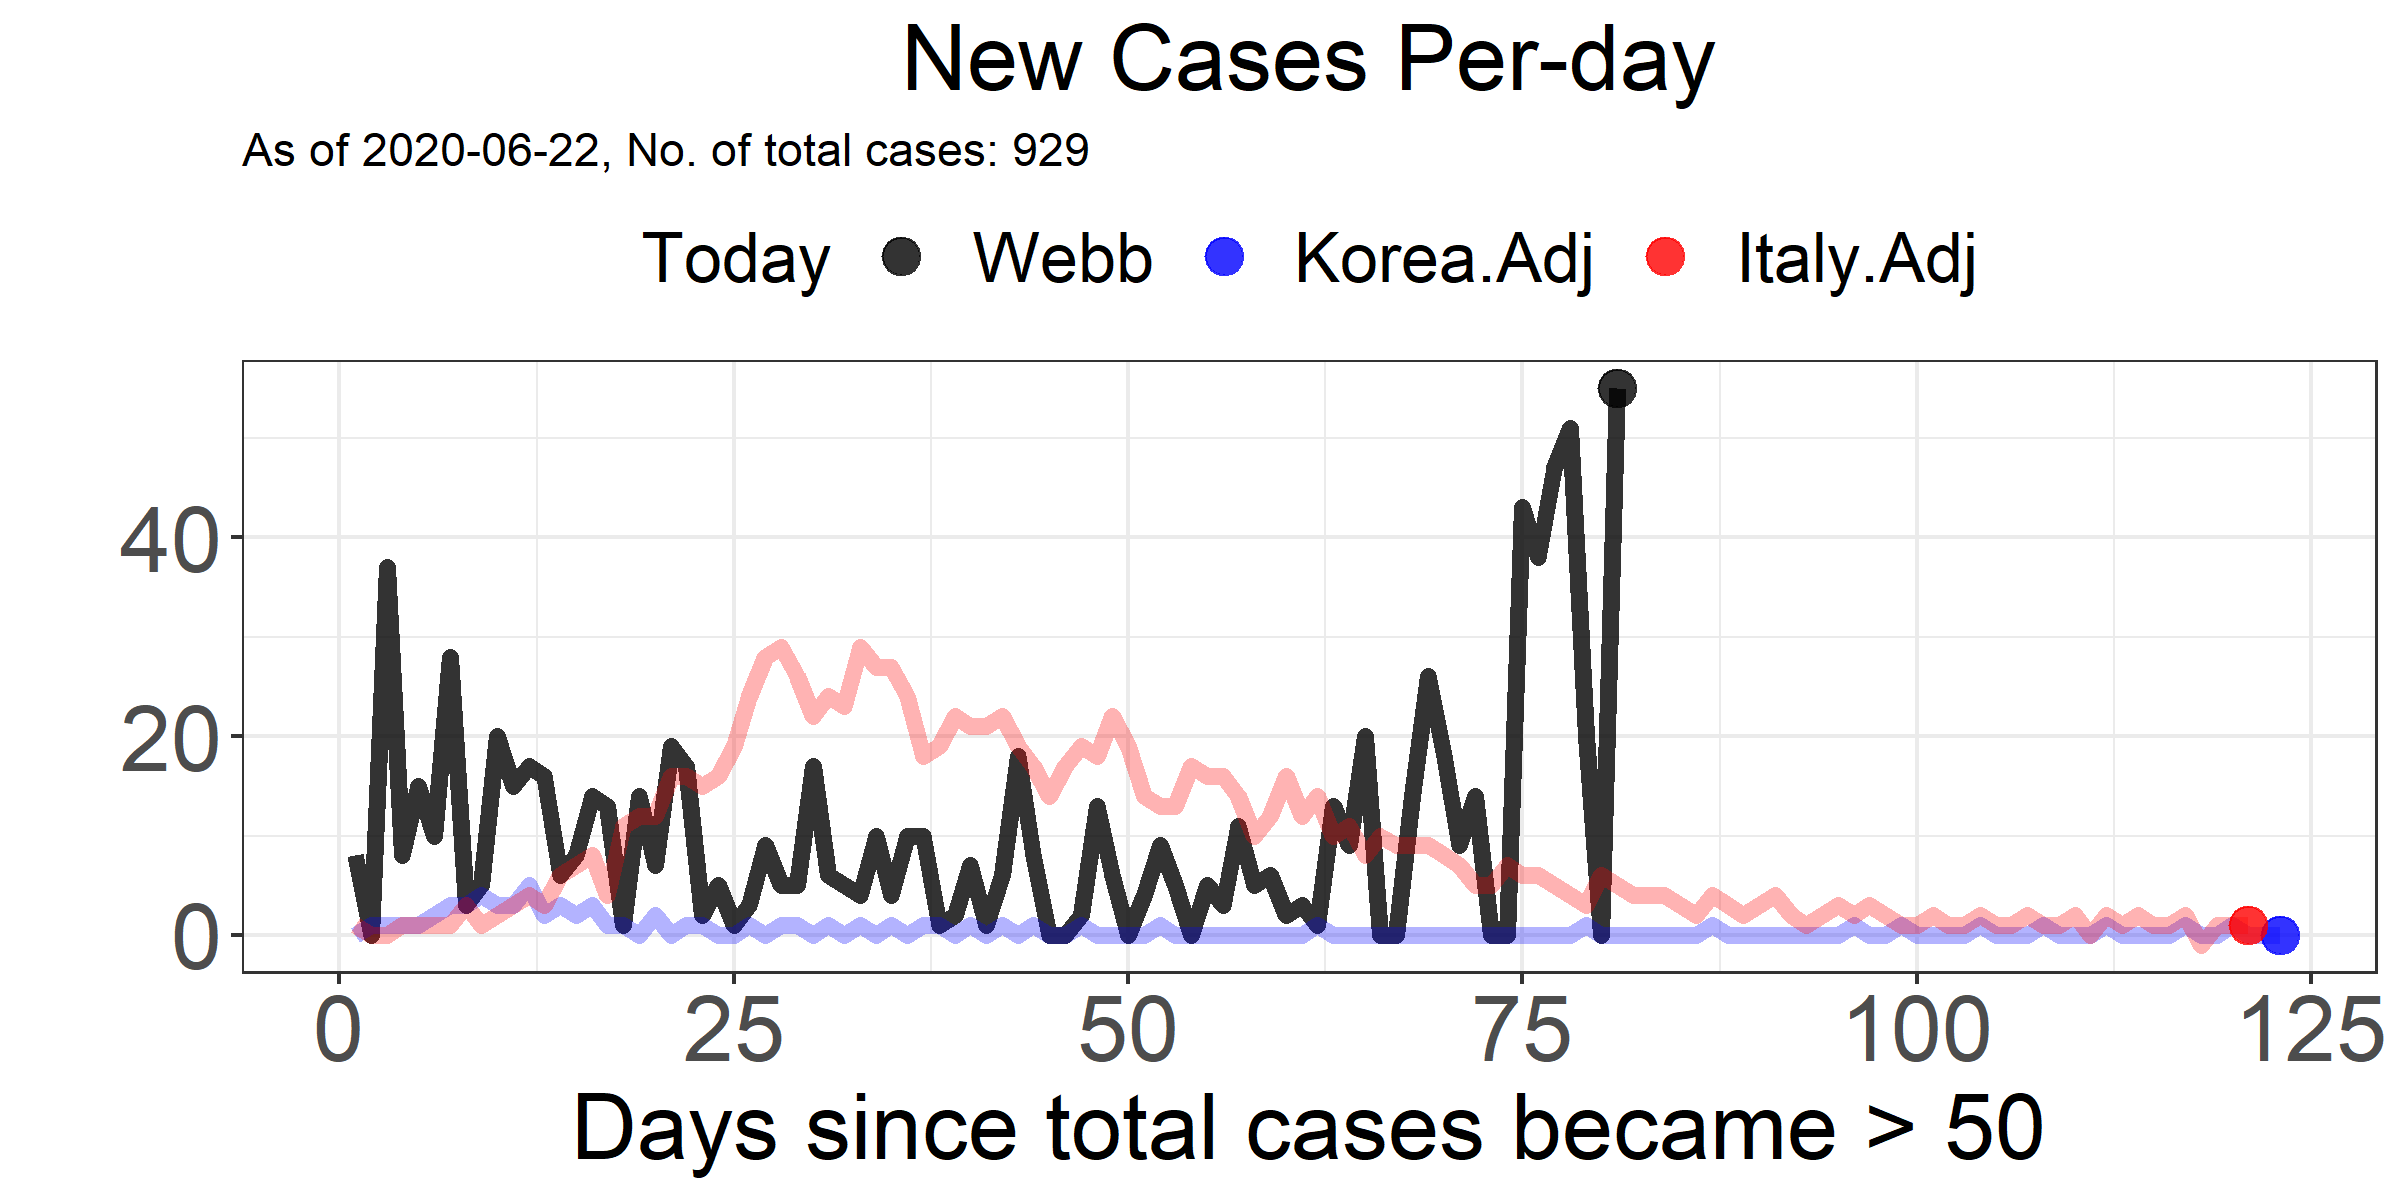 New Cases Per-day
As of 2020-06-22, No. of total cases: 929
Today Webb Korea.Adj Italy.Adj
40
20
0
0 25 50 75 100 125
Days since total cases became > 50